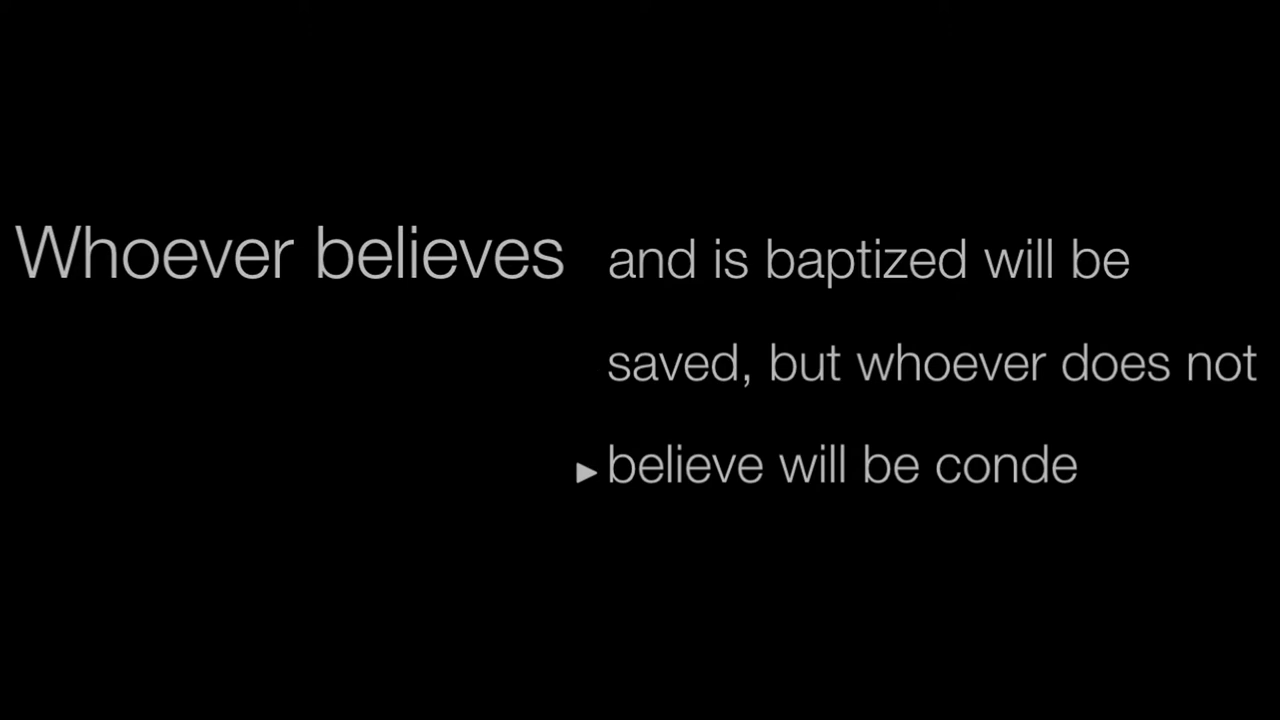 Whoever believes and is baptized will be
saved, but whoever does not
believe will be conde